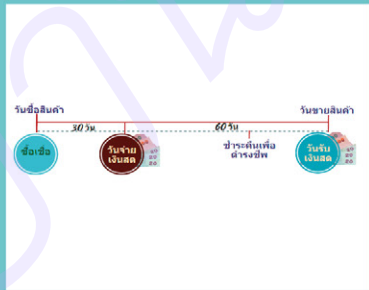 วันซื้อสินค้า
วันขายสินค้า
30 วัน
60 วัน
ซื้อเชื่อ
วันจ่าย
เงินสด
ชำระคืนเพื่อ
ดำรงชีพ
วันรับ
เงินสด